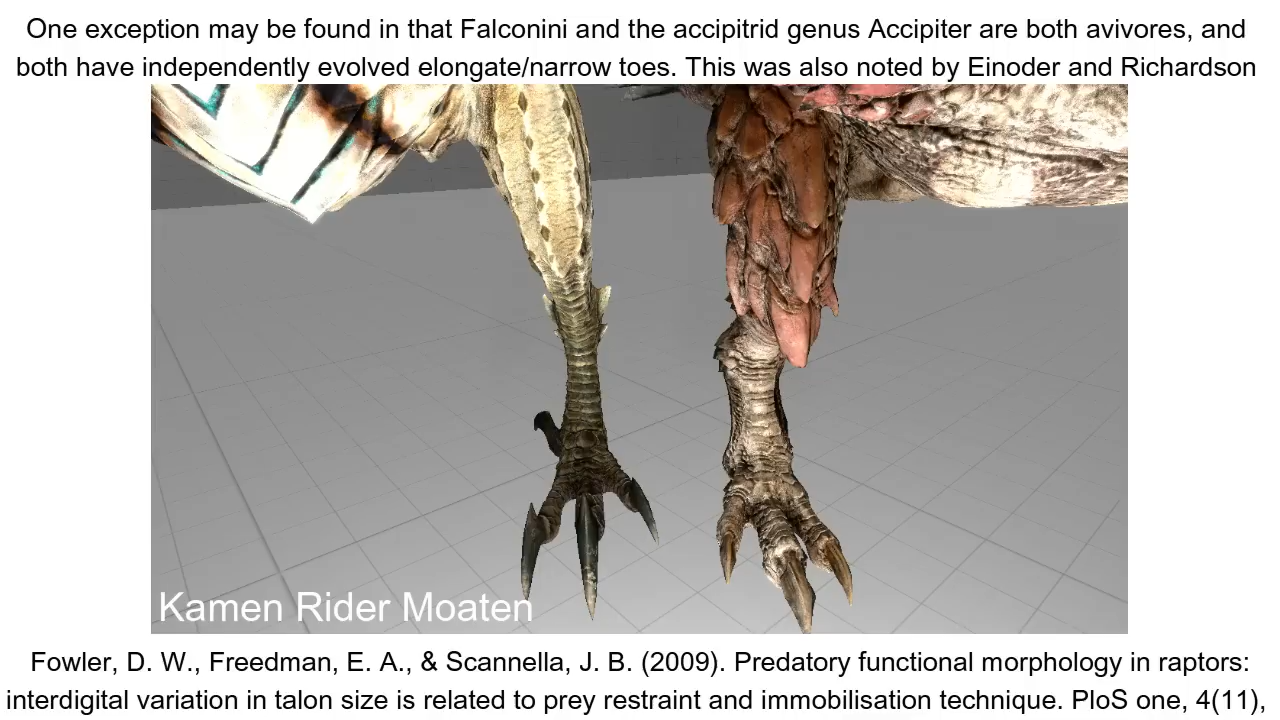 One exception may be found in that Falconini and the accipitrid genus Accipiter are both avivores, and
both have independently evolved elongate/narrow toes. This was also noted by Einoder and Richardson
Kamen Rider Moaten
Fowler, D. W., Freedman, E. A., & Scannella, J. B. (2009). Predatory functional morphology in raptors:
interdigital variation in talon size is related to prey restraint and immobilisation technique. PloS one, 4(11),